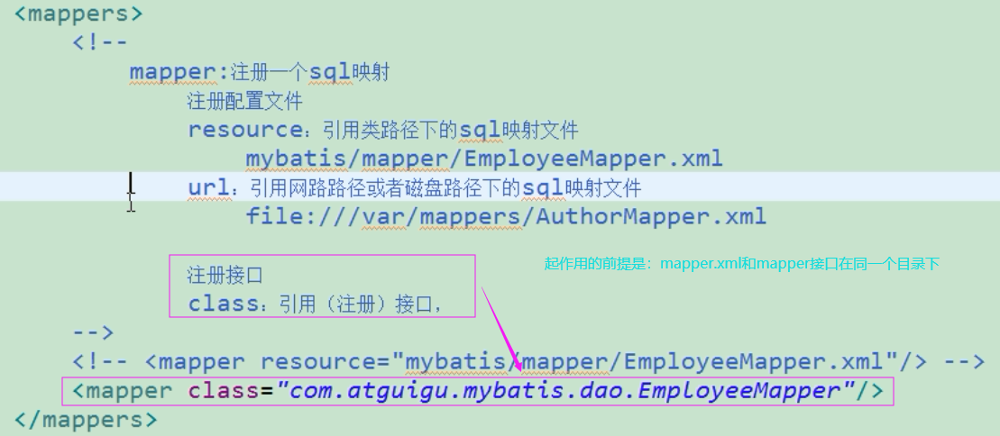 <mappers>
<!--
mapper:注册一个sql映射
注册配置文件
resource：引用类路径下的sql映射文件
mybatis/mapper/EmployeeMapper.xml
url：引用网路路径或者磁盘路径下的sql映射文件
file:///var/mappers/AuthorMapper.xml
起作用的前提是：mapper.xml和mapper接口在同一个目录下
注册接口
class：引用（注册）接口，
-->
<!-- <mapper resource="mybatis/mapper/EmployeeMapper.xml"/> -->
<mapper class="com.atguigu.mybatis.dao.EmployeeMapper"/>
</mappers>